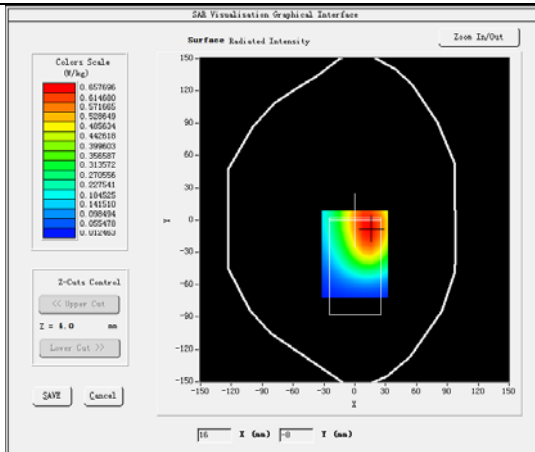 SAR Visualisation Graphical Interface
Surface Radiated Intensity
Zoom In/Out
Colors Scale
(W/kg)
0.657696
0.614680
0.571665
0.528649
0.485634
0.442618
0.399603
0.356587
0.313572
0.270556
0.227541
0.184525
0.141510
0.098494
0.055478
0.012463
Z-Cuts Control
<< Upper Cut
Z = 4.0 mm
Lower Cut >>
SAVE
Cancel
150
120
90
60
30
0
-30
-60
-90
-120
-150
Y
-150 -120 -90 -60 -30 0 30 60 90 120 150
X
16 X (mm) -8 Y (mm)